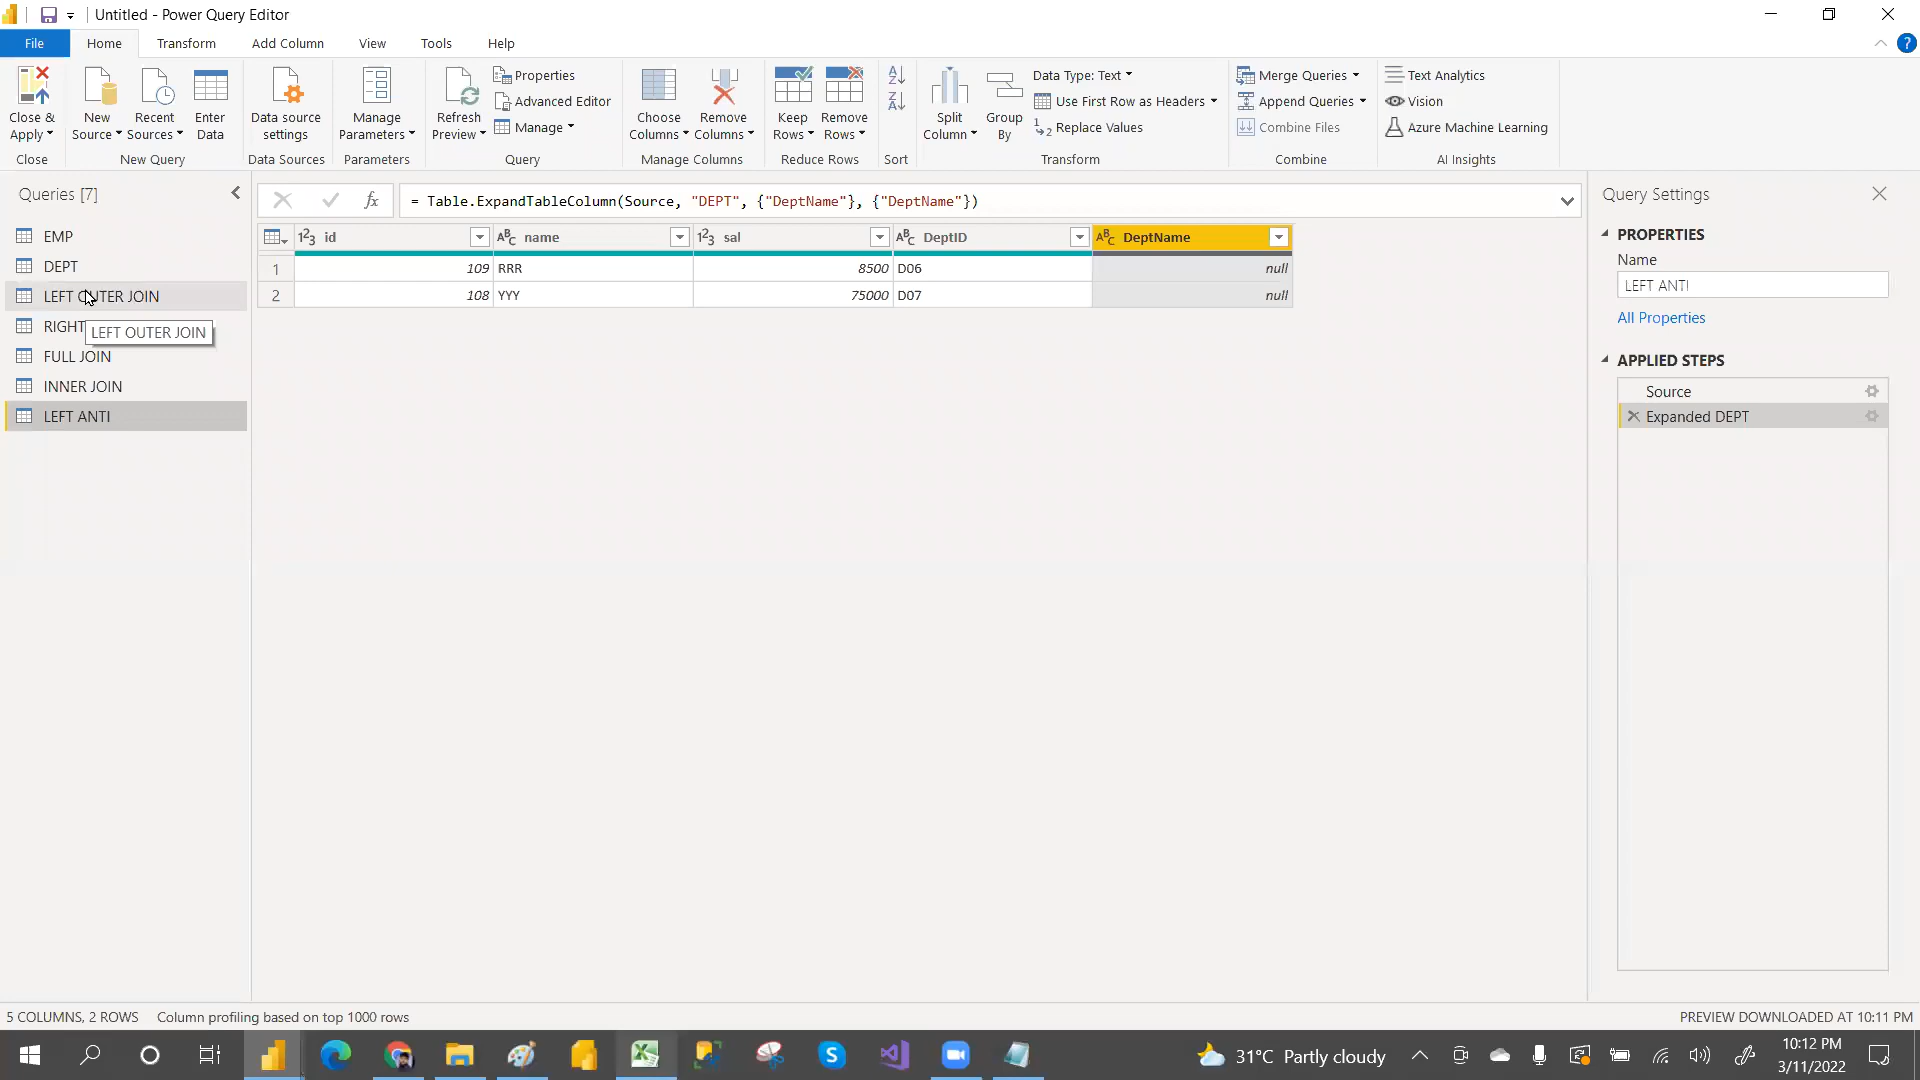 Untitled - Power Query Editor
File Home Transform Add Column View Tools Help
Close & Apply
New Source
Recent Sources
Enter Data
Data source settings
Manage Parameters
Refresh Preview
Properties
Advanced Editor
Manage
Choose Columns
Remove Columns
Keep Rows
Remove Rows
Split Column
Group By
Data Type: Text
Use First Row as Headers
Replace Values
Merge Queries
Append Queries
Combine Files
Text Analytics
Vision
Azure Machine Learning
Close New Query Data Sources Parameters Query Manage Columns Reduce Rows Sort Transform Combine AI Insights
Queries [7]
EMP
DEPT
LEFT OUTER JOIN
RIGHT
LEFT OUTER JOIN
FULL JOIN
INNER JOIN
LEFT ANTI
fx = Table.ExpandTableColumn(Source, "DEPT", {"DeptName"}, {"DeptName"})
123 id ABC name 123 sal ABC DeptID ABC DeptName
1 109 RRR 8500 D06 null
2 108 YYY 75000 D07 null
Query Settings
PROPERTIES
Name
LEFT ANTI
All Properties
APPLIED STEPS
Source
Expanded DEPT
5 COLUMNS, 2 ROWS Column profiling based on top 1000 rows PREVIEW DOWNLOADED AT 10:11 PM
31°C Partly cloudy
10:12 PM
3/11/2022